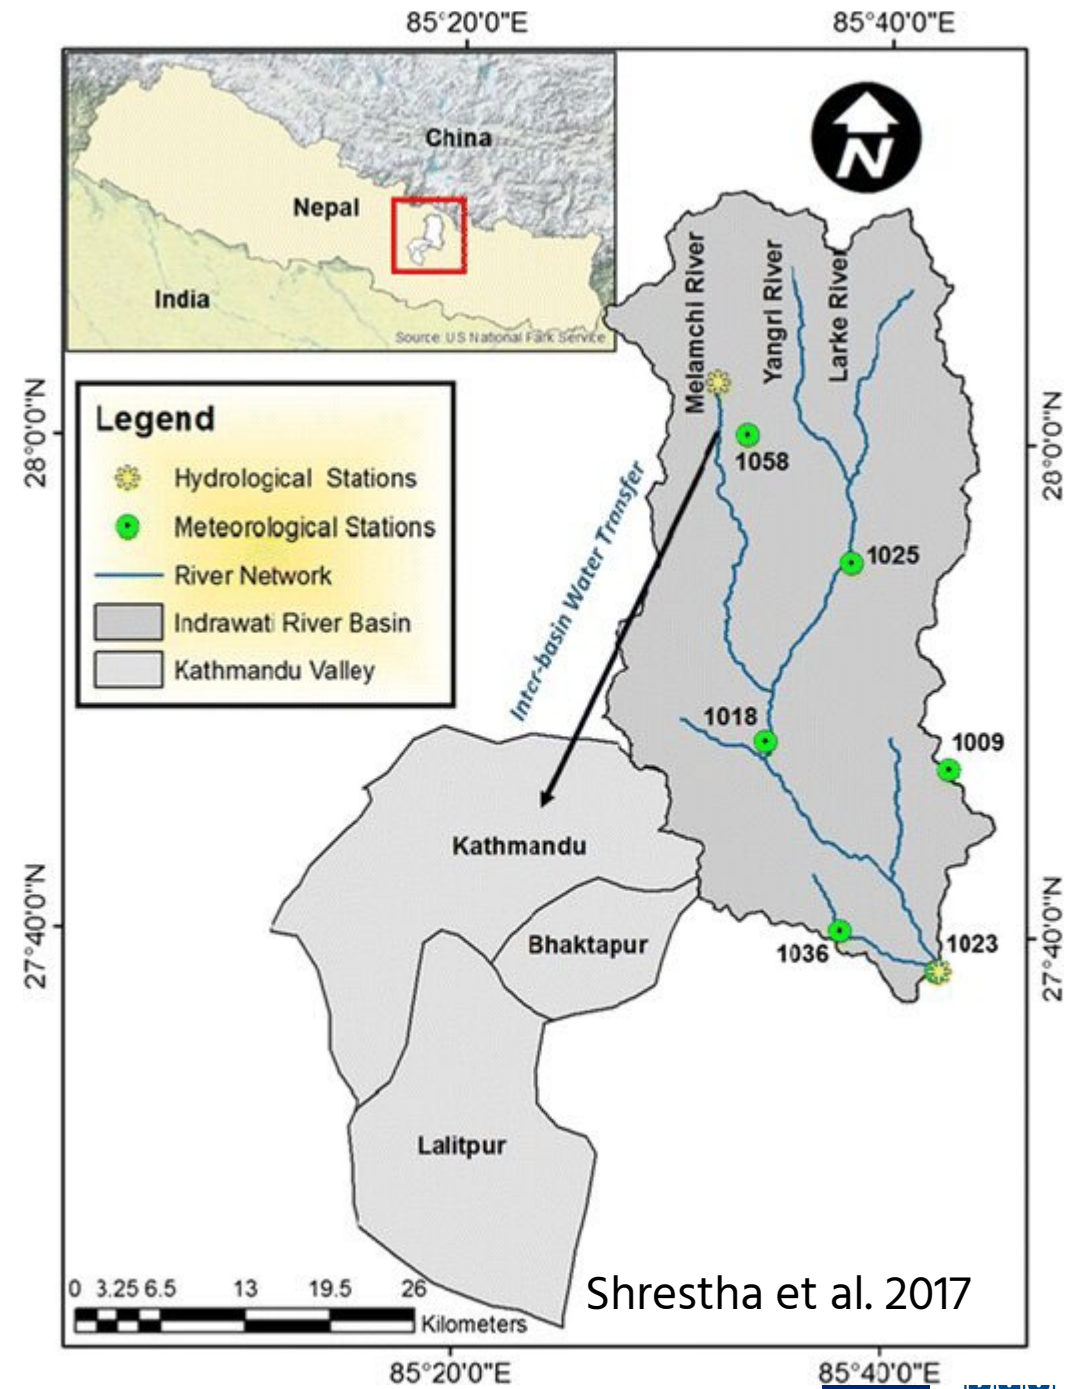 85°20'0"E
85°40'0"E
China
Nepal
India
Source: US National Park Service
N
Melamchi River
Yangri River
Larke River
28°0'0"N
28°0'0"N
Legend
Hydrological Stations
Meteorological Stations
River Network
Indrawati River Basin
Kathmandu Valley
1058
Inter-basin Water Transfer
1025
1018
1009
Kathmandu
27°40'0"N
27°40'0"N
Bhaktapur
1036
1023
Lalitpur
0 3.25 6.5 13 19.5 26
Kilometers
Shrestha et al. 2017
85°20'0"E
85°40'0"E